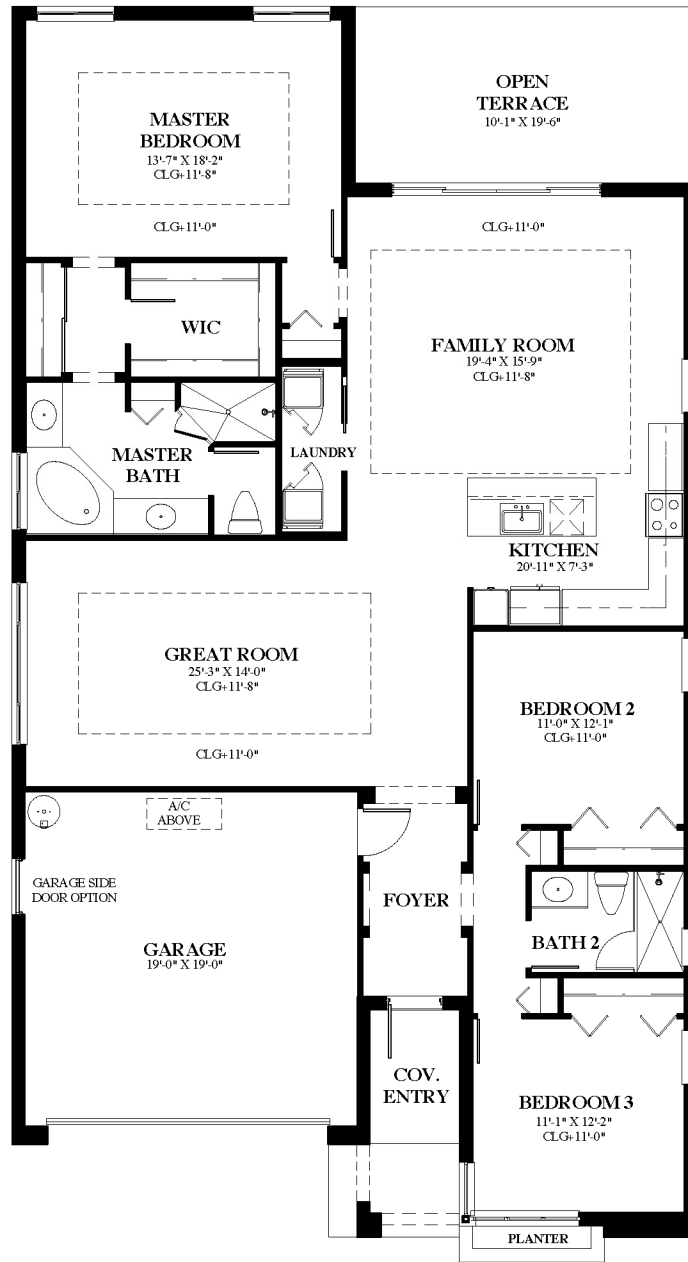 OPEN
TERRACE
10'-1" X 19'-6"
MASTER
BEDROOM
13'-7" X 18'-2"
CLG+11'-8"
CLG+11'-0"
CLG+11'-0"
WIC
FAMILY ROOM
19'-4" X 15'-9"
CLG+11'-8"
MASTER
BATH
LAUNDRY
KITCHEN
20'-11" X 7'-3"
GREAT ROOM
25'-3" X 14'-0"
CLG+11'-8"
CLG+11'-0"
BEDROOM 2
11'-0" X 12'-1"
CLG+11'-0"
A/C
ABOVE
GARAGE SIDE
DOOR OPTION
FOYER
GARAGE
19'-0" X 19'-0"
BATH 2
COV.
ENTRY
BEDROOM 3
11'-1" X 12'-2"
CLG+11'-0"
PLANTER